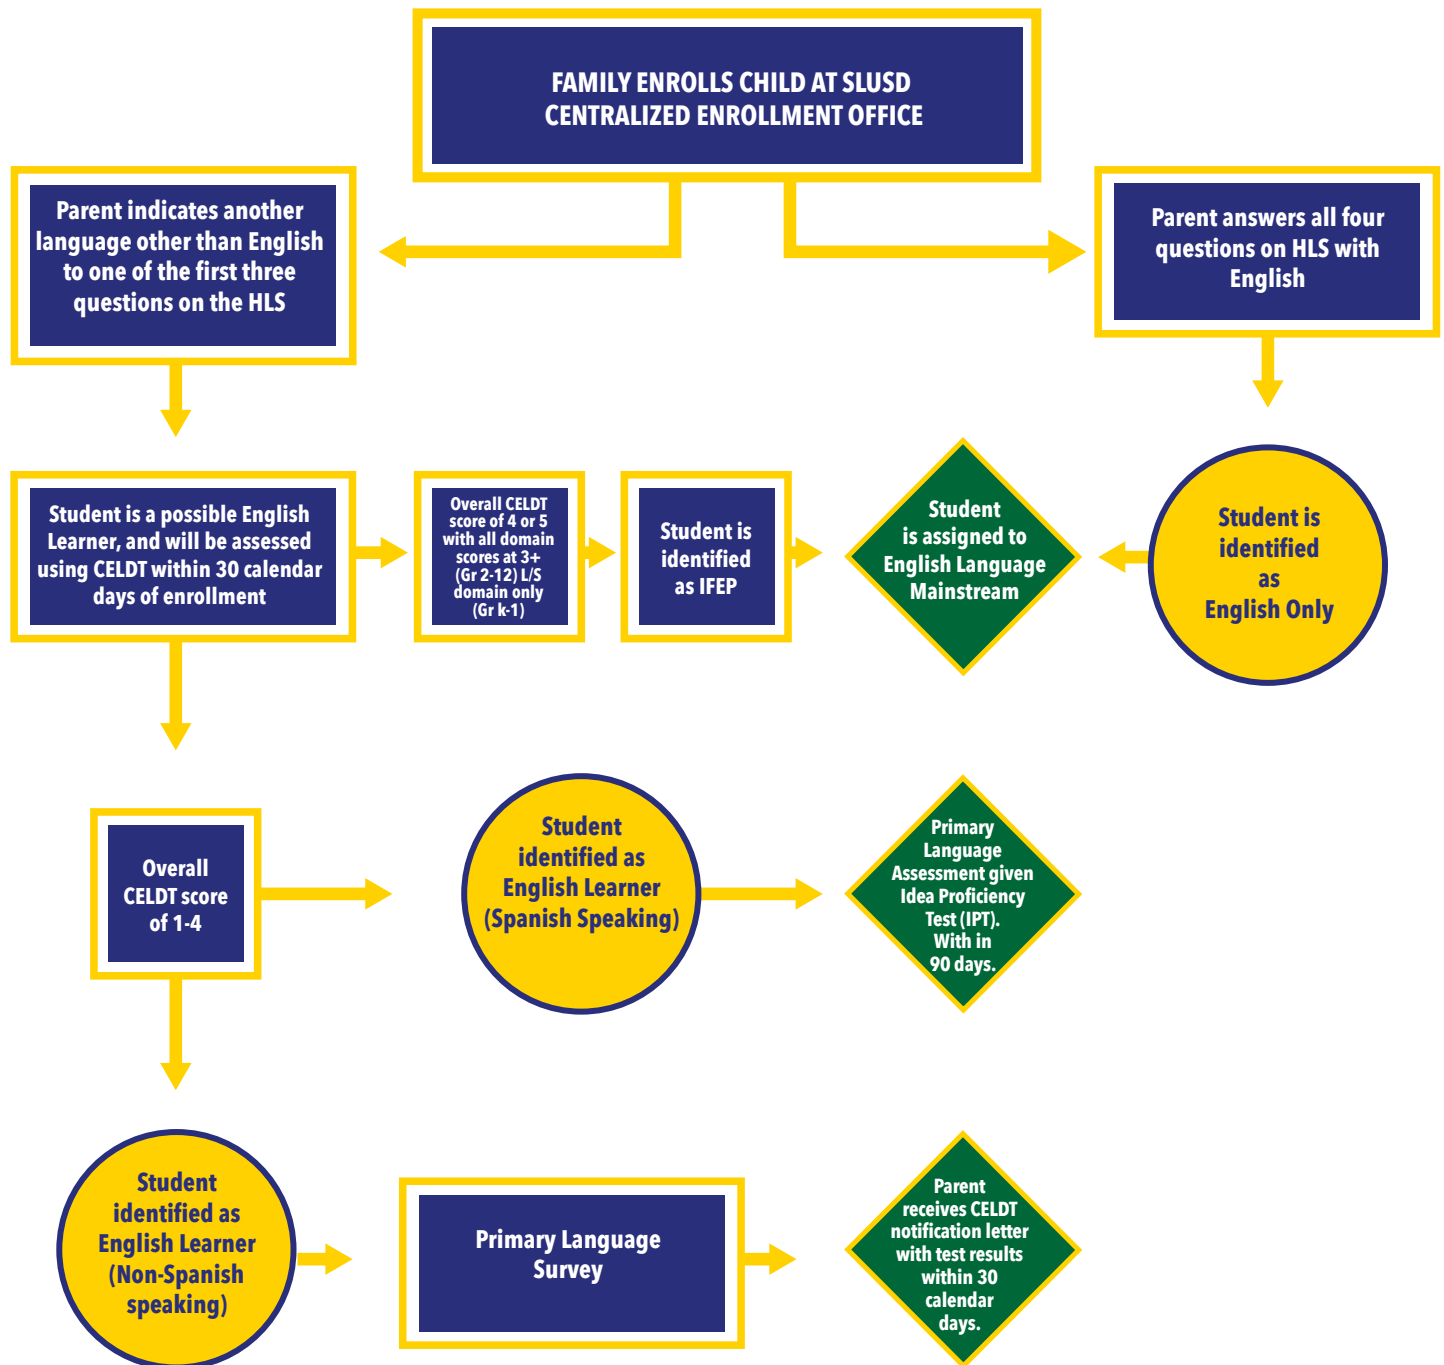 FAMILY ENROLLS CHILD AT SLUSD
CENTRALIZED ENROLLMENT OFFICE
Parent indicates another
language other than English
to one of the first three
questions on the HLS
Parent answers all four
questions on HLS with
English
Student is a possible English
Learner, and will be assessed
using CELDT within 30 calendar
days of enrollment
Overall CELDT
score of 4 or 5
with all domain
scores at 3+
(Gr 2-12) L/S
domain only
(Gr k-1)
Student is
identified
as IFEP
Student
is assigned to
English Language
Mainstream
Student is
identified
as
English Only
Overall
CELDT score
of 1-4
Student
identified as
English Learner
(Spanish Speaking)
Primary
Language
Assessment given
Idea Proficiency
Test (IPT).
With in
90 days.
Student
identified as
English Learner
(Non-Spanish
speaking)
Primary Language
Survey
Parent
receives CELDT
notification letter
with test results
within 30
calendar
days.